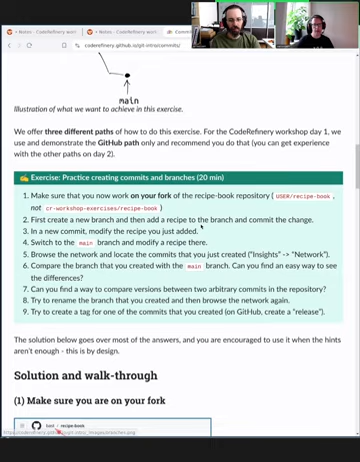 Notes - CodeRefinery wor
Notes - CodeRefinery wor
Commi
coderefinery.github.io/git-intro/commits/
main
Illustration of what we want to achieve in this exercise.
We offer three different paths of how to do this exercise. For the CodeRefinery workshop day 1, we
use and demonstrate the GitHub path only and recommend you do that (you can get experience
with the other paths on day 2).
Exercise: Practice creating commits and branches (20 min)
1. Make sure that you now work on your fork of the recipe-book repository ( USER/recipe-book ,
not cr-workshop-exercises/recipe-book )
2. First create a new branch and then add a recipe to the branch and commit the change.
3. In a new commit, modify the recipe you just added.
4. Switch to the main branch and modify a recipe there.
5. Browse the network and locate the commits that you just created ("Insights" -> "Network").
6. Compare the branch that you created with the main branch. Can you find an easy way to see
the differences?
7. Can you find a way to compare versions between two arbitrary commits in the repository?
8. Try to rename the branch that you created and then browse the network again.
9. Try to create a tag for one of the commits that you created (on GitHub, create a "release").
The solution below goes over most of the answers, and you are encouraged to use it when the hints
aren't enough - this is by design.
Solution and walk-through
(1) Make sure you are on your fork
/ recipe-book